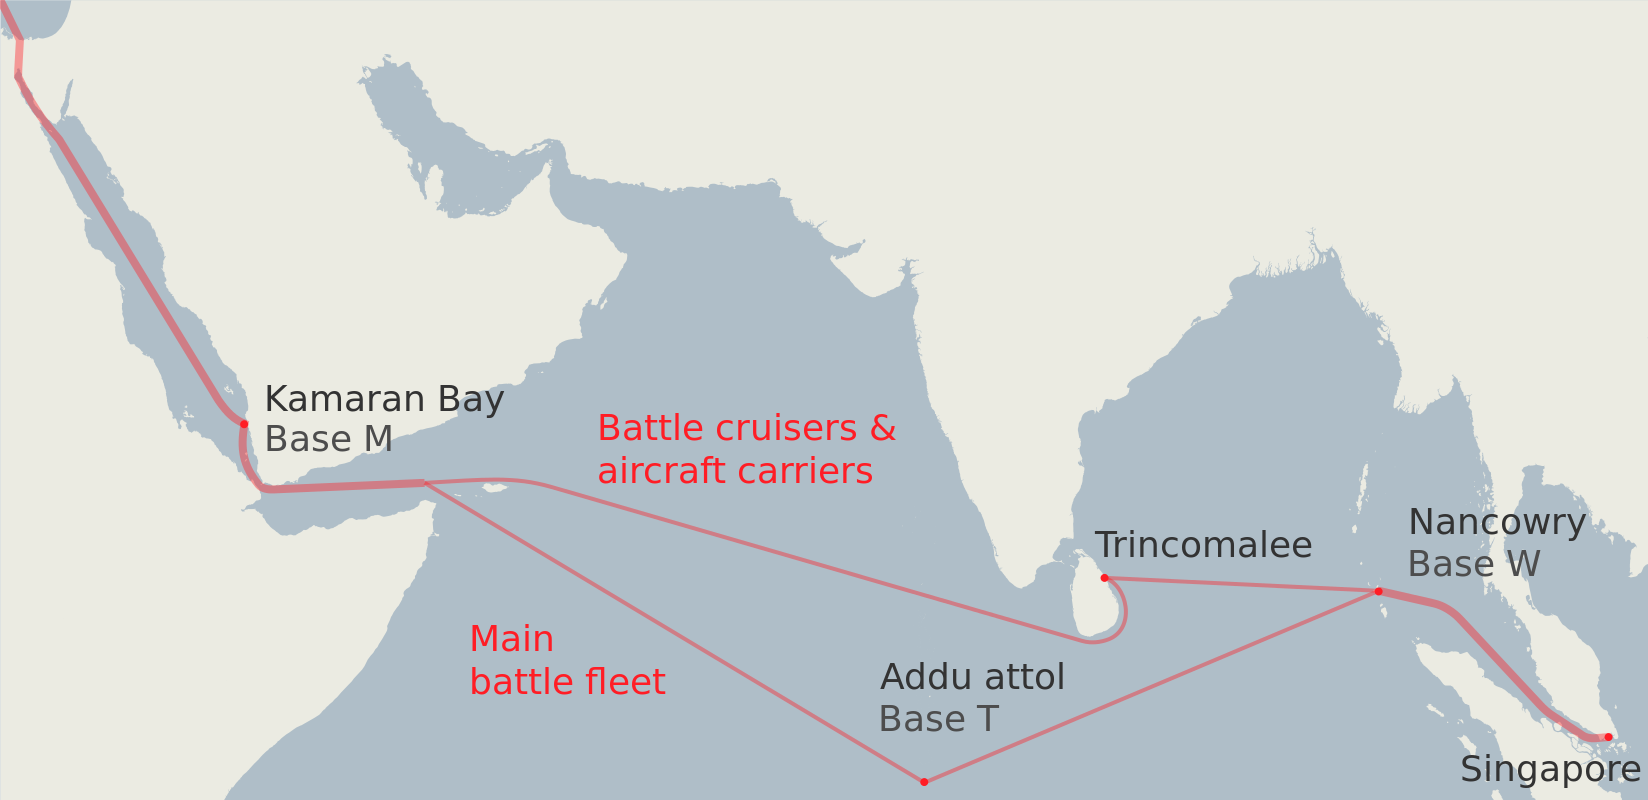 Kamaran Bay
Base M
Battle cruisers &
aircraft carriers
Trincomalee
Nancowry
Base W
Main
battle fleet
Addu attol
Base T
Singapore